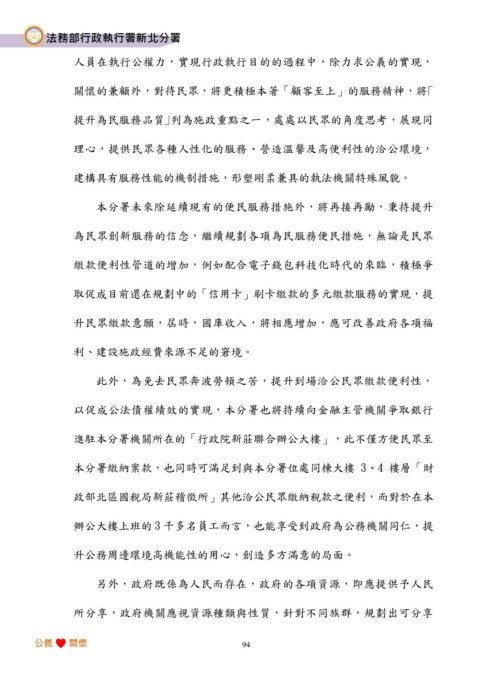 法務部行政執行署新北分署
人員在執行公權力，實現行政執行目的的過程中，除力求公義的實現，
關懷的兼顧外，對待民眾，將更積極本著「顧客至上」的服務精神，將「
提升為民服務品質」列為施政重點之一，處處以民眾的角度思考，展現同
理心，提供民眾各種人性化的服務、營造溫馨及高便利性的洽公環境，
建構具有服務性能的機制措施，形塑剛柔兼具的執法機關特殊風貌。
本分署未來除延續現有的便民服務措施外，將再接再勵，秉持提升
為民眾創新服務的信念，繼續規劃各項為民服務便民措施，無論是民眾
繳款便利性管道的增加，例如配合電子錢包科技化時代的來臨，積極爭
取促成目前還在規劃中的「信用卡」刷卡繳款的多元繳款服務的實現，提
升民眾繳款意願，屆時，國庫收入，將相應增加，應可改善政府各項福
利、建設施政經費來源不足的窘境。
此外，為免去民眾奔波勞頓之苦，提升到場洽公民眾繳款便利性，
以促成公法債權績效的實現，本分署也將持續向金融主管機關爭取銀行
進駐本分署機關所在的「行政院新莊聯合辦公大樓」，此不僅方便民眾至
本分署繳納案款，也同時可滿足到與本分署位處同棟大樓 3、4 樓層「財
政部北區國稅局新莊稽徵所」其他洽公民眾繳納稅款之便利，而對於在本
辦公大樓上班的 3 千多名員工而言，也能享受到政府為公務機關同仁，提
升公務周邊環境高機能性的用心，創造多方滿意的局面。
另外，政府既係為人民而存在，政府的各項資源，即應提供予人民
所分享，政府機關應視資源種類與性質，針對不同族群，規劃出可分享
公義 關懷
94